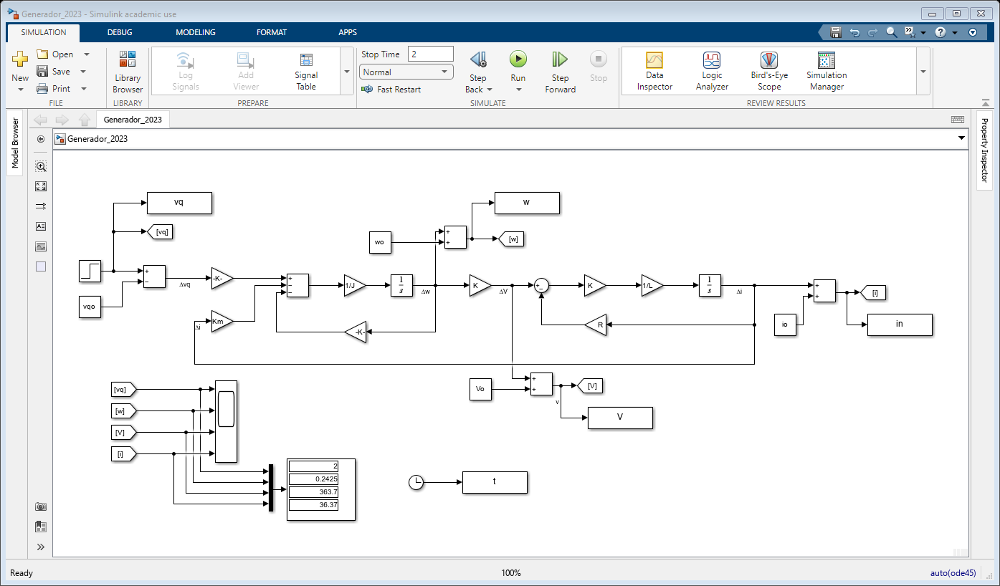 Generador_2023 - Simulink academic use
SIMULATION DEBUG MODELING FORMAT APPS
New
Open
Save
Print
FILE
Library
Browser
LIBRARY
Log
Signals
Add
Viewer
Signal
Table
PREPARE
Stop Time 2
Normal
Fast Restart
Step
Back
Run
Step
Forward
Stop
SIMULATE
Data
Inspector
Logic
Analyzer
Bird's-Eye
Scope
Simulation
Manager
REVIEW RESULTS
Model Browser
Generador_2023
Property Inspector
Generador_2023
vq
[vq]
w
wo
+
+
[w]
+
−
Δvq
vqo
-K-
+
−
−
1/J
1
s
Δw
K
ΔV
+
−
K
1/L
1
s
Δi
+
+
[i]
Δi
Km
-K-
R
io
in
Vo
+
+
[V]
v
V
[vq]
[w]
[V]
[i]
2
0.2425
363.7
36.37
t
Ready
100%
auto(ode45)